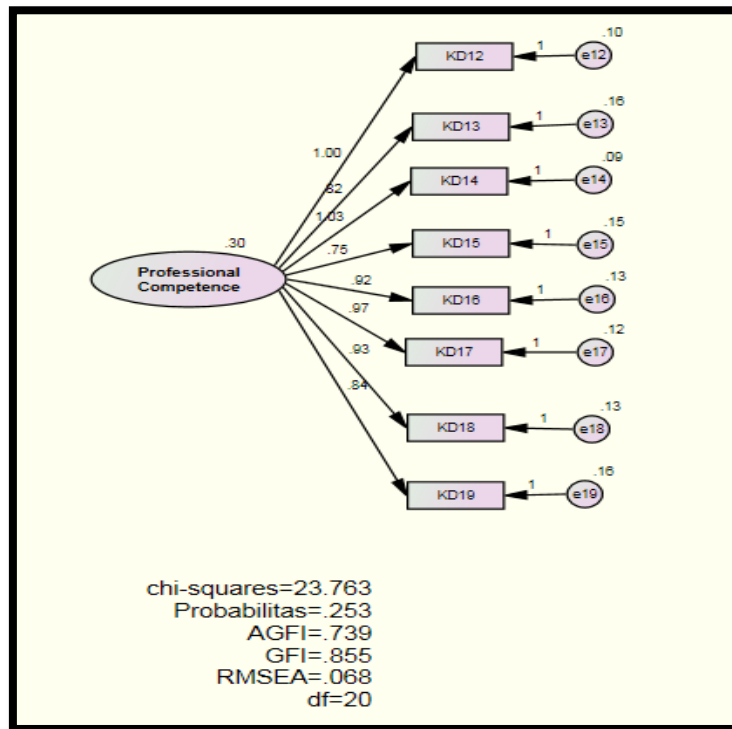 .10
KD12
1
e12
.16
KD13
1
e13
1.00
.09
.82
KD14
1
e14
1.03
.30
.75
.15
KD15
1
e15
Professional
Competence
.92
.13
KD16
1
e16
.97
.12
KD17
1
e17
.93
.84
.13
KD18
1
e18
.16
KD19
1
e19
chi-squares=23.763
Probabilitas=.253
AGFI=.739
GFI=.855
RMSEA=.068
df=20